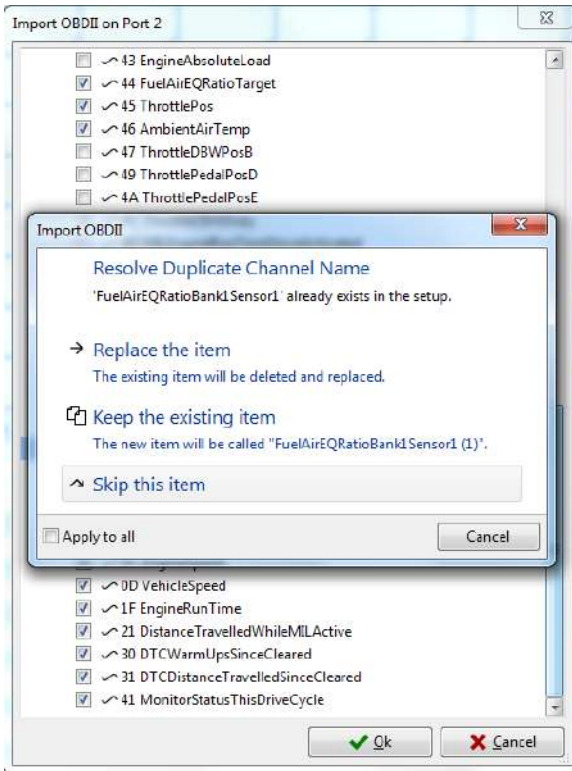 Import OBDII on Port 2
43 EngineAbsoluteLoad
44 FuelAirEQRatioTarget
45 ThrottlePos
46 AmbientAirTemp
47 ThrottleDBWPosB
49 ThrottlePedalPosD
4A ThrottlePedalPosE
Import OBDII
Resolve Duplicate Channel Name
'FuelAirEQRatioBank1Sensor1' already exists in the setup.
Replace the item
The existing item will be deleted and replaced.
Keep the existing item
The new item will be called "FuelAirEQRatioBank1Sensor1 (1)".
Skip this item
Apply to all
Cancel
0D VehicleSpeed
1F EngineRunTime
21 DistanceTravelledWhileMILActive
30 DTCWarmUpsSinceCleared
31 DTCDistanceTravelledSinceCleared
41 MonitorStatusThisDriveCycle
Ok
Cancel